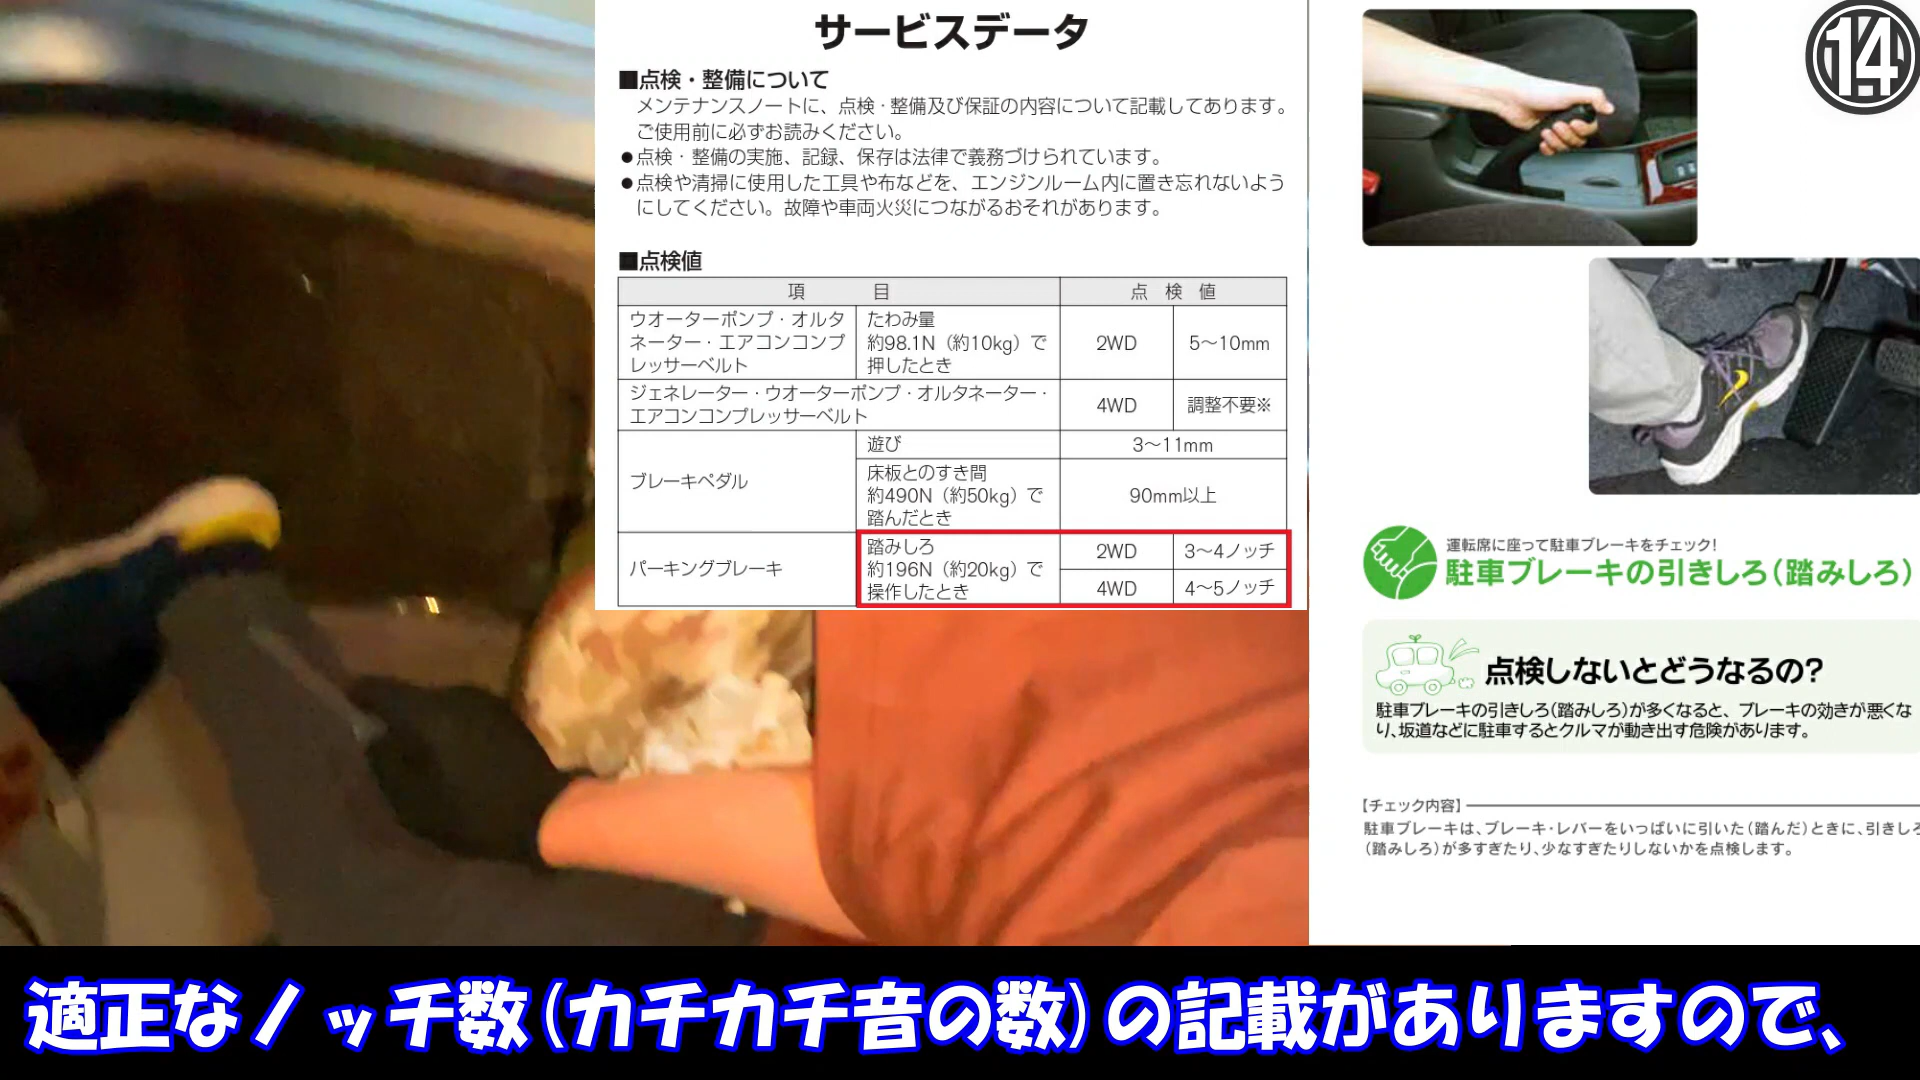 サービスデータ
■点検・整備について
メンテナンスノートに、点検・整備及び保証の内容について記載してあります。
ご使用前に必ずお読みください。
●点検・整備の実施、記録、保存は法律で義務づけられています。
●点検や清掃に使用した工具や布などを、エンジンルーム内に置き忘れないよう
にしてください。故障や車両火災につながるおそれがあります。
■点検値
項 目 点 検 値
ウオーターポンプ・オルタ
ネーター・エアコンコンプ
レッサーベルト
たわみ量
約98.1N（約10kg）で
押したとき
2WD
5〜10mm
ジェネレーター・ウオーターポンプ・オルタネーター・
エアコンコンプレッサーベルト
4WD
調整不要※
ブレーキペダル
遊び
3〜11mm
床板とのすき間
約490N（約50kg）で
踏んだとき
90mm以上
パーキングブレーキ
踏みしろ
約196N（約20kg）で
操作したとき
2WD
3〜4ノッチ
4WD
4〜5ノッチ
14
運転席に座って駐車ブレーキをチェック!
駐車ブレーキの引きしろ(踏みしろ)
点検しないとどうなるの?
駐車ブレーキの引きしろ(踏みしろ)が多くなると、ブレーキの効きが悪くな
り、坂道などに駐車するとクルマが動き出す危険があります。
【チェック内容】
駐車ブレーキは、ブレーキ・レバーをいっぱいに引いた(踏んだ)ときに、引きしろ
(踏みしろ)が多すぎたり、少なすぎたりしないかを点検します。
適正なノッチ数(カチカチ音の数)の記載がありますので、